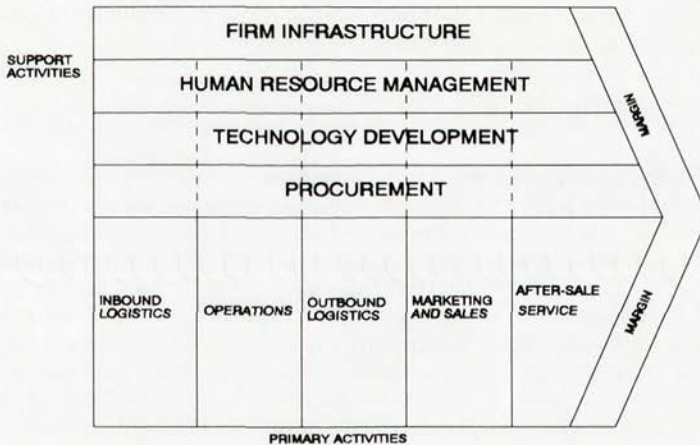 FIRM INFRASTRUCTURE
SUPPORT
ACTIVITIES
HUMAN RESOURCE MANAGEMENT
TECHNOLOGY DEVELOPMENT
PROCUREMENT
MARGIN
INBOUND
LOGISTICS
OPERATIONS
OUTBOUND
LOGISTICS
MARKETING
AND SALES
AFTER-SALE
SERVICE
MARGIN
PRIMARY ACTIVITIES